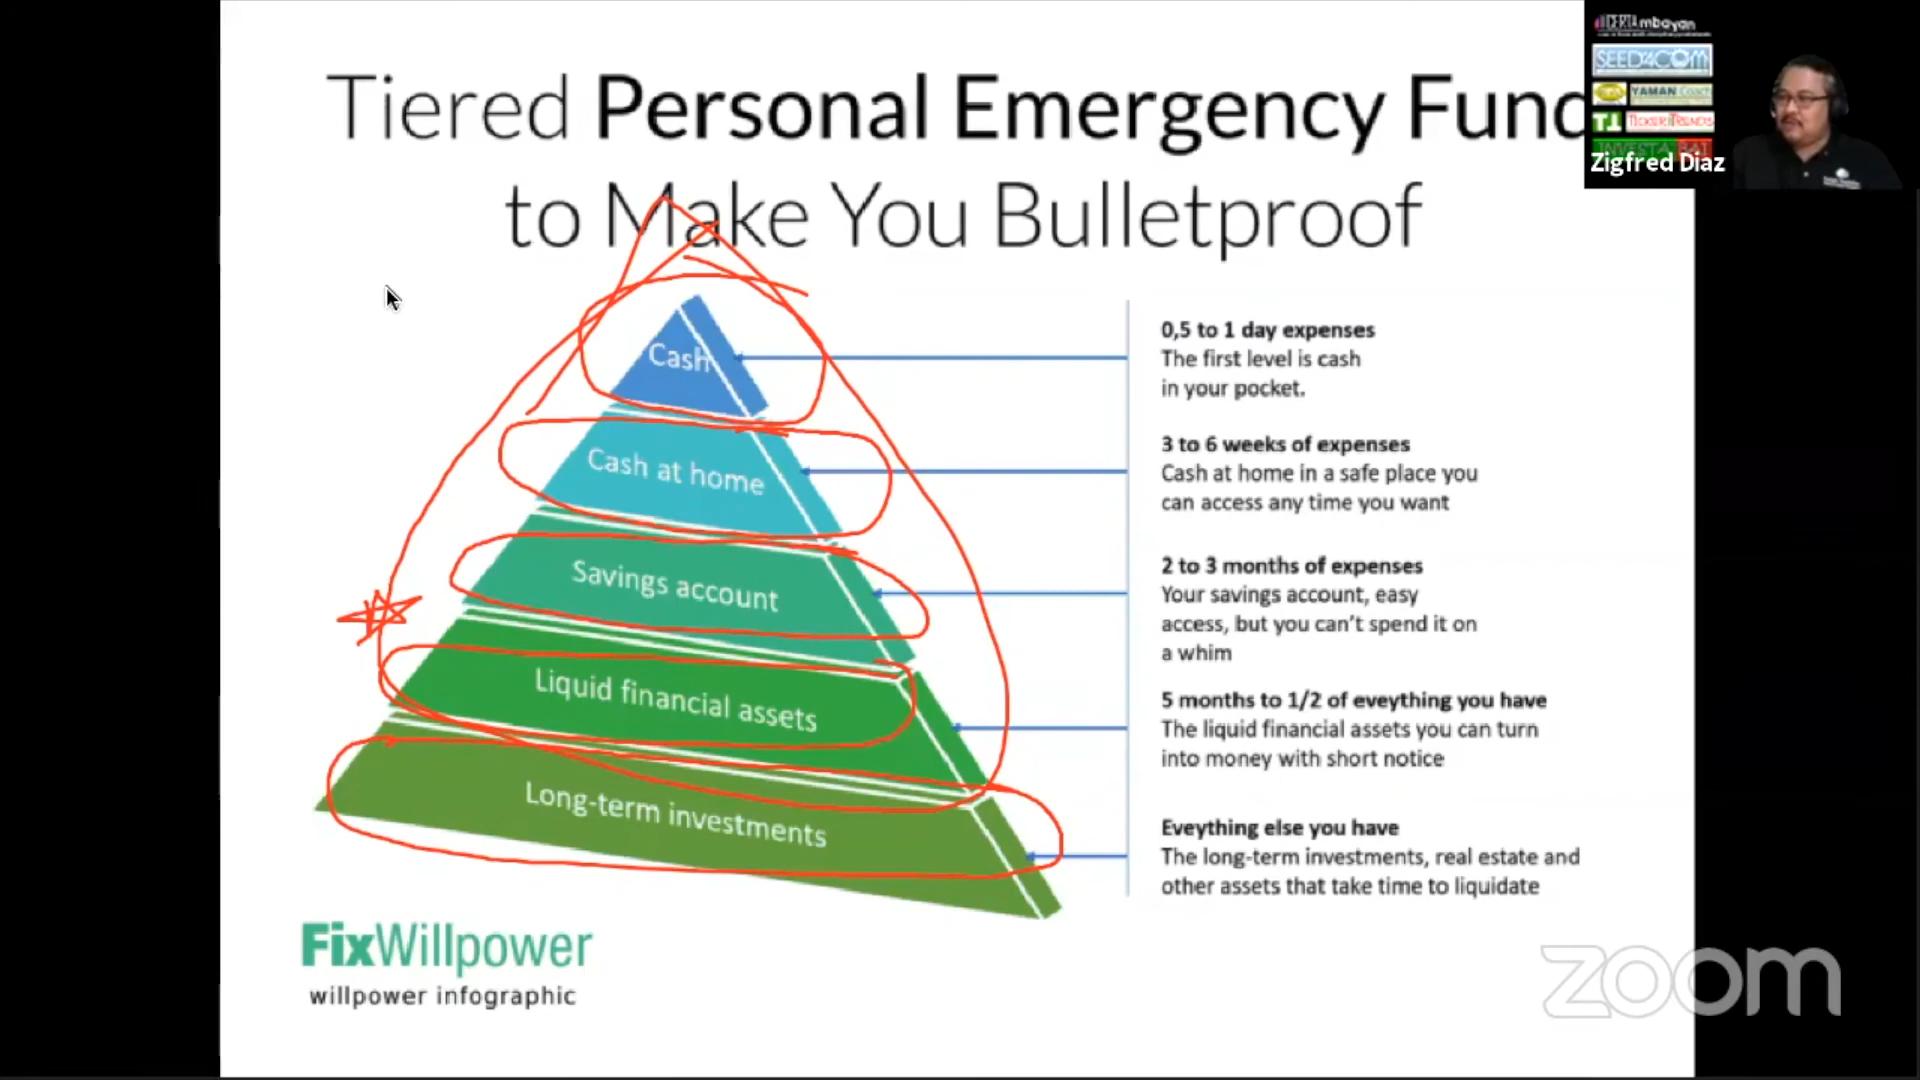 Tiered Personal Emergency Fund
to Make You Bulletproof
Cash
Cash at home
Savings account
Liquid financial assets
Long-term investments
0,5 to 1 day expenses
The first level is cash
in your pocket.
3 to 6 weeks of expenses
Cash at home in a safe place you
can access any time you want
2 to 3 months of expenses
Your savings account, easy
access, but you can't spend it on
a whim
5 months to 1/2 of eveything you have
The liquid financial assets you can turn
into money with short notice
Eveything else you have
The long-term investments, real estate and
other assets that take time to liquidate
FixWillpower
willpower infographic
SEED4COM
YAMAN Coach
TJ TICKERTRENDS
Zigfred Diaz
zoom